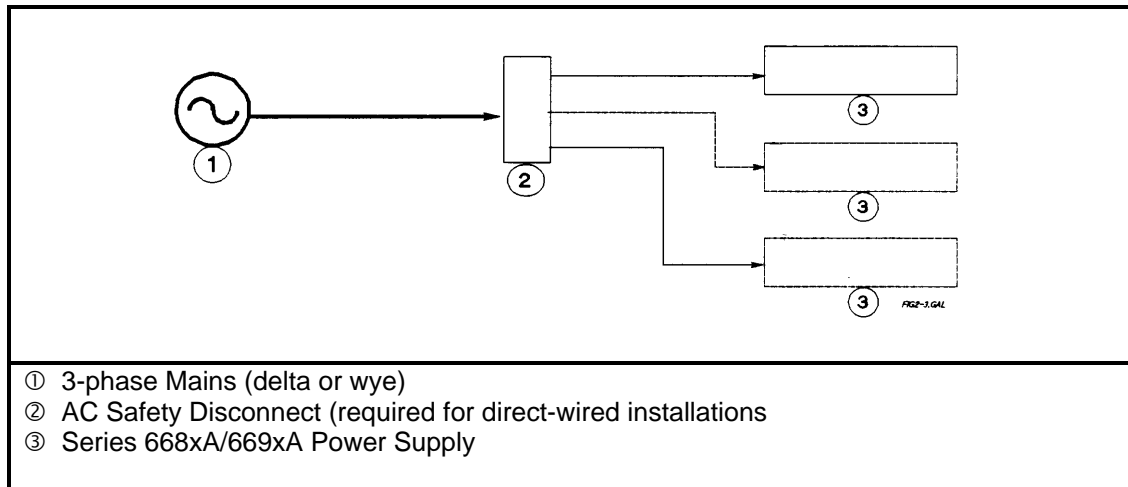 1
2
3
3
3
FIG2-3.GAL
① 3-phase Mains (delta or wye)
② AC Safety Disconnect (required for direct-wired installations
③ Series 668xA/669xA Power Supply